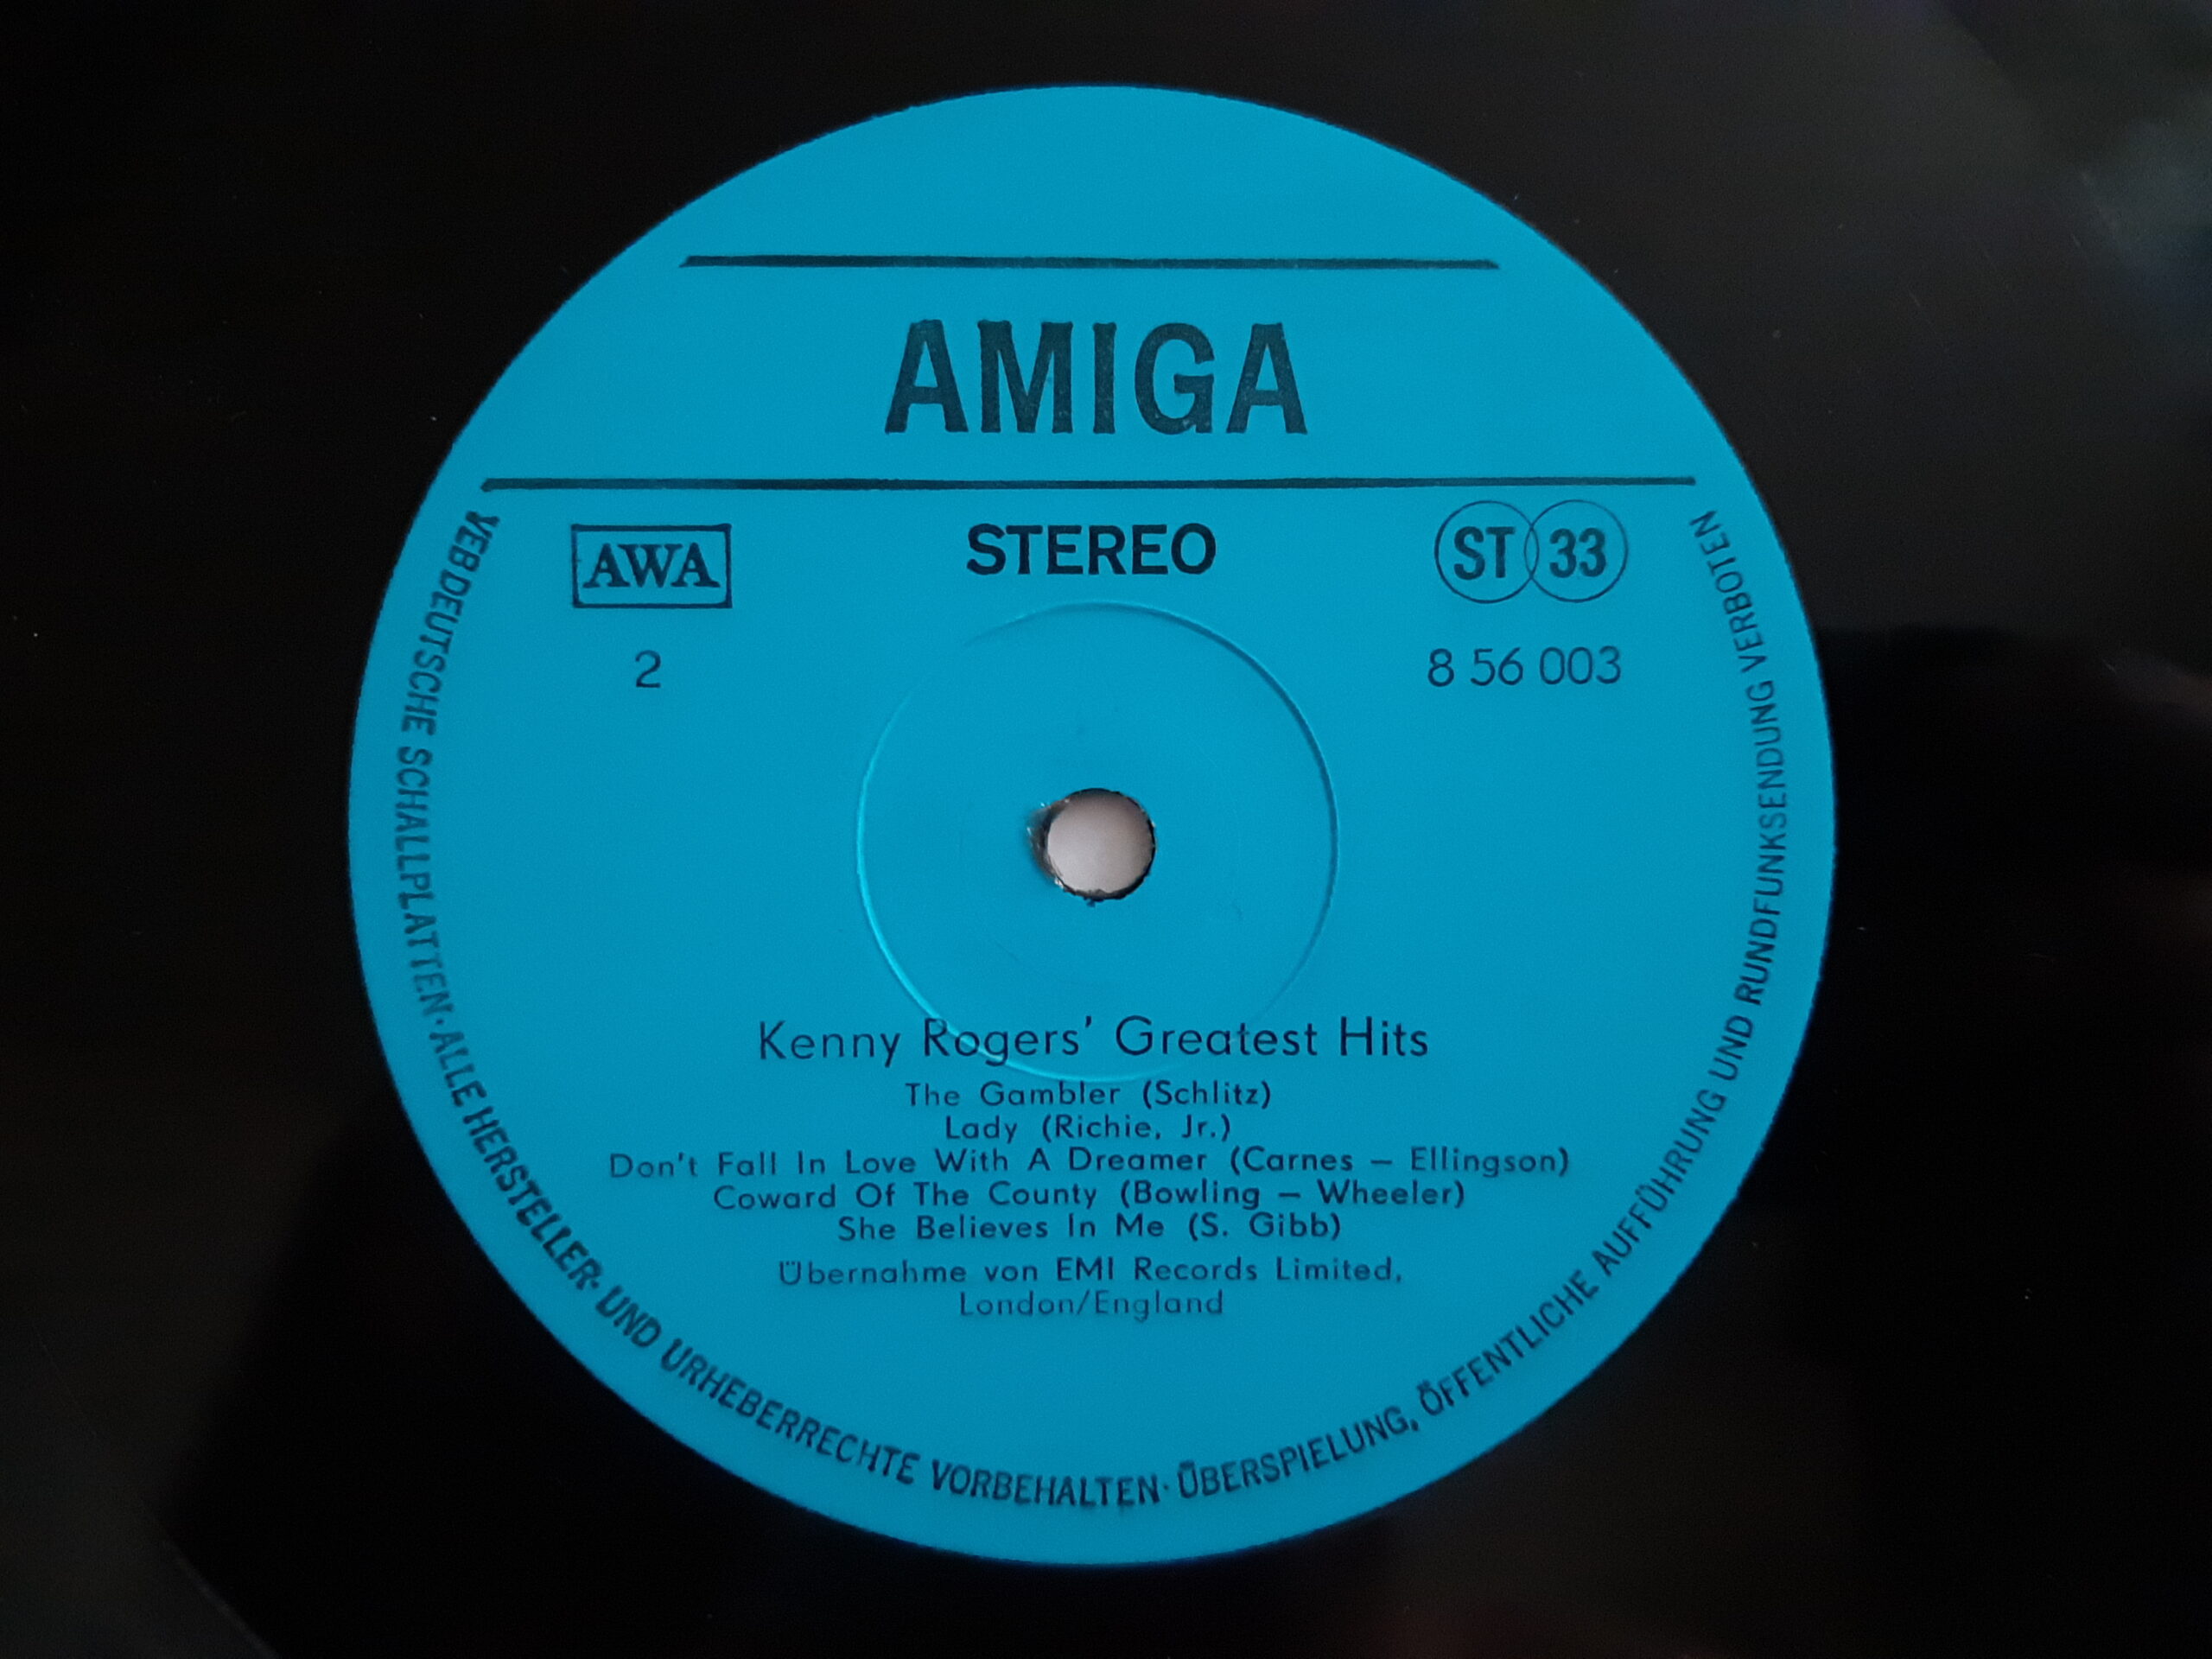 AMIGA
AWA
STEREO
ST 33
2
8 56 003
Kenny Rogers' Greatest Hits
The Gambler (Schlitz)
Lady (Richie, Jr.)
Don't Fall In Love With A Dreamer (Carnes – Ellingson)
Coward Of The County (Bowling – Wheeler)
She Believes In Me (S. Gibb)
Übernahme von EMI Records Limited,
London/England
VEB DEUTSCHE SCHALLPLATTEN · ALLE HERSTELLER- UND URHEBERRECHTE VORBEHALTEN · ÜBERSPIELUNG, ÖFFENTLICHE AUFFÜHRUNG UND RUNDFUNKSENDUNG VERBOTEN